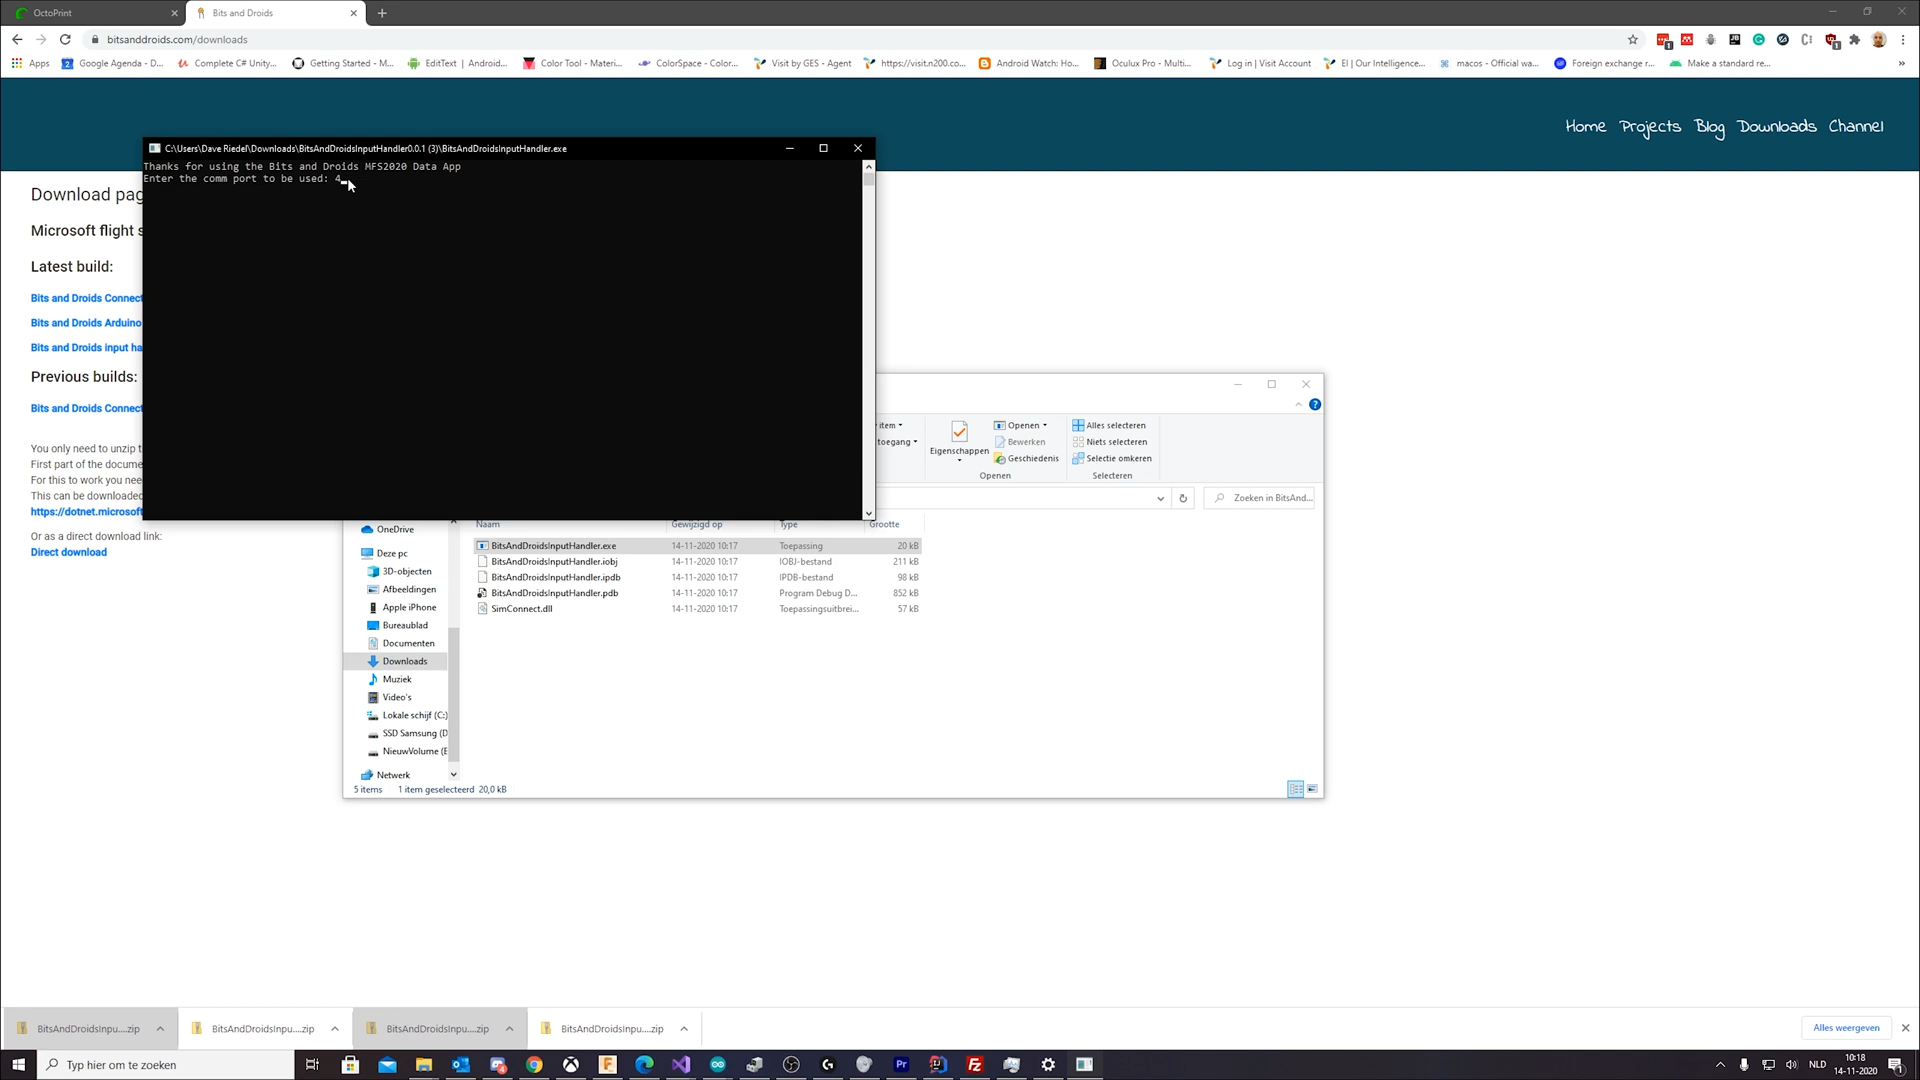 OctoPrint
Bits and Droids
bitsanddroids.com/downloads
Apps
Google Agenda - D...
Complete C# Unity...
Getting Started - M...
EditText | Android...
Color Tool - Materi...
ColorSpace - Color...
Visit by GES - Agent
https://visit.n200.co...
Android Watch: Ho...
Oculux Pro - Multi...
Log in | Visit Account
EI | Our Intelligence...
macos - Official wa...
Foreign exchange r...
Make a standard re...
Home Projects Blog Downloads Channel
C:\Users\Dave Riedel\Downloads\BitsAndDroidsInputHandler0.0.1 (3)\BitsAndDroidsInputHandler.exe
Thanks for using the Bits and Droids MFS2020 Data App
Enter the comm port to be used: 4
Download pag
Microsoft flight s
Latest build:
Bits and Droids Connect
Bits and Droids Arduino
Bits and Droids input ha
Previous builds:
Bits and Droids Connect
You only need to unzip t
First part of the docume
For this to work you nee
This can be downloaded
https://dotnet.microsoft
Or as a direct download link:
Direct download
item
toegang
Eigenschappen
Openen
Bewerken
Geschiedenis
Openen
Alles selecteren
Niets selecteren
Selectie omkeren
Selecteren
Zoeken in BitsAnd...
Naam Gewijzigd op Type Grootte
BitsAndDroidsInputHandler.exe 14-11-2020 10:17 Toepassing 20 kB
BitsAndDroidsInputHandler.iobj 14-11-2020 10:17 IOBJ-bestand 211 kB
BitsAndDroidsInputHandler.ipdb 14-11-2020 10:17 IPDB-bestand 98 kB
BitsAndDroidsInputHandler.pdb 14-11-2020 10:17 Program Debug D... 852 kB
SimConnect.dll 14-11-2020 10:17 Toepassingsuitbrei... 57 kB
OneDrive
Deze pc
3D-objecten
Afbeeldingen
Apple iPhone
Bureaublad
Documenten
Downloads
Muziek
Video's
Lokale schijf (C:)
SSD Samsung (D
NieuwVolume (E
Netwerk
5 items 1 item geselecteerd 20,0 kB
BitsAndDroidsInpu....zip
BitsAndDroidsInpu....zip
BitsAndDroidsInpu....zip
BitsAndDroidsInpu....zip
Alles weergeven
Typ hier om te zoeken
NLD
10:18
14-11-2020